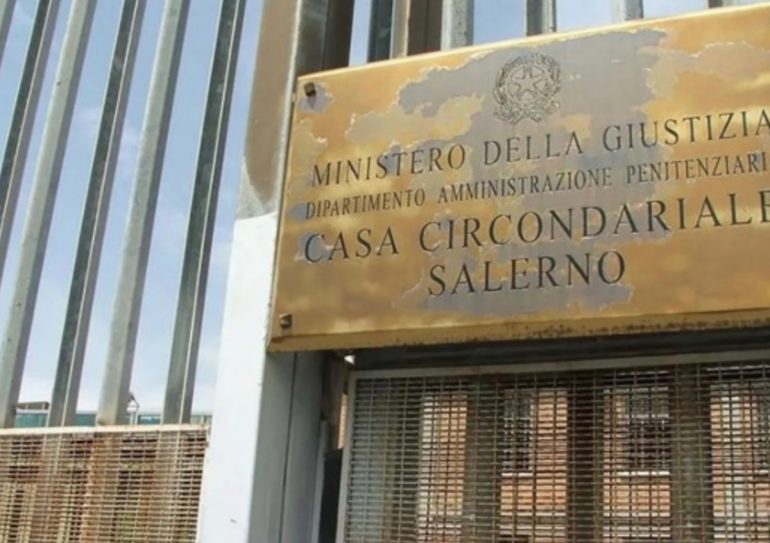 MINISTERO DELLA GIUSTIZIA
DIPARTIMENTO AMMINISTRAZIONE PENITENZIARI
CASA CIRCONDARIALE
SALERNO